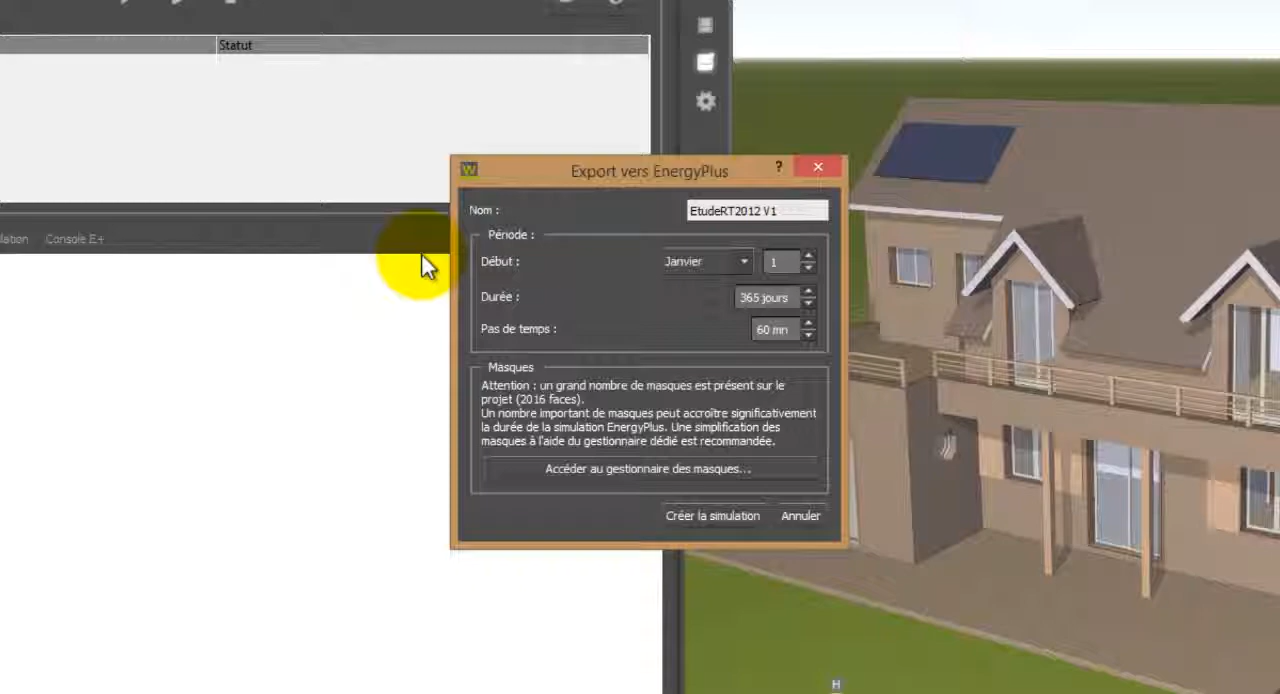 Statut
Export vers EnergyPlus
?
Nom :
EtudeRT2012 V1
Période :
Début :
Janvier
1
Durée :
365 jours
Pas de temps :
60 mn
lation
Console E+
Masques
Attention : un grand nombre de masques est présent sur le
projet (2016 faces).
Un nombre important de masques peut accroître significativement
la durée de la simulation EnergyPlus. Une simplification des
masques à l'aide du gestionnaire dédié est recommandée.
Accéder au gestionnaire des masques...
Créer la simulation
Annuler
H